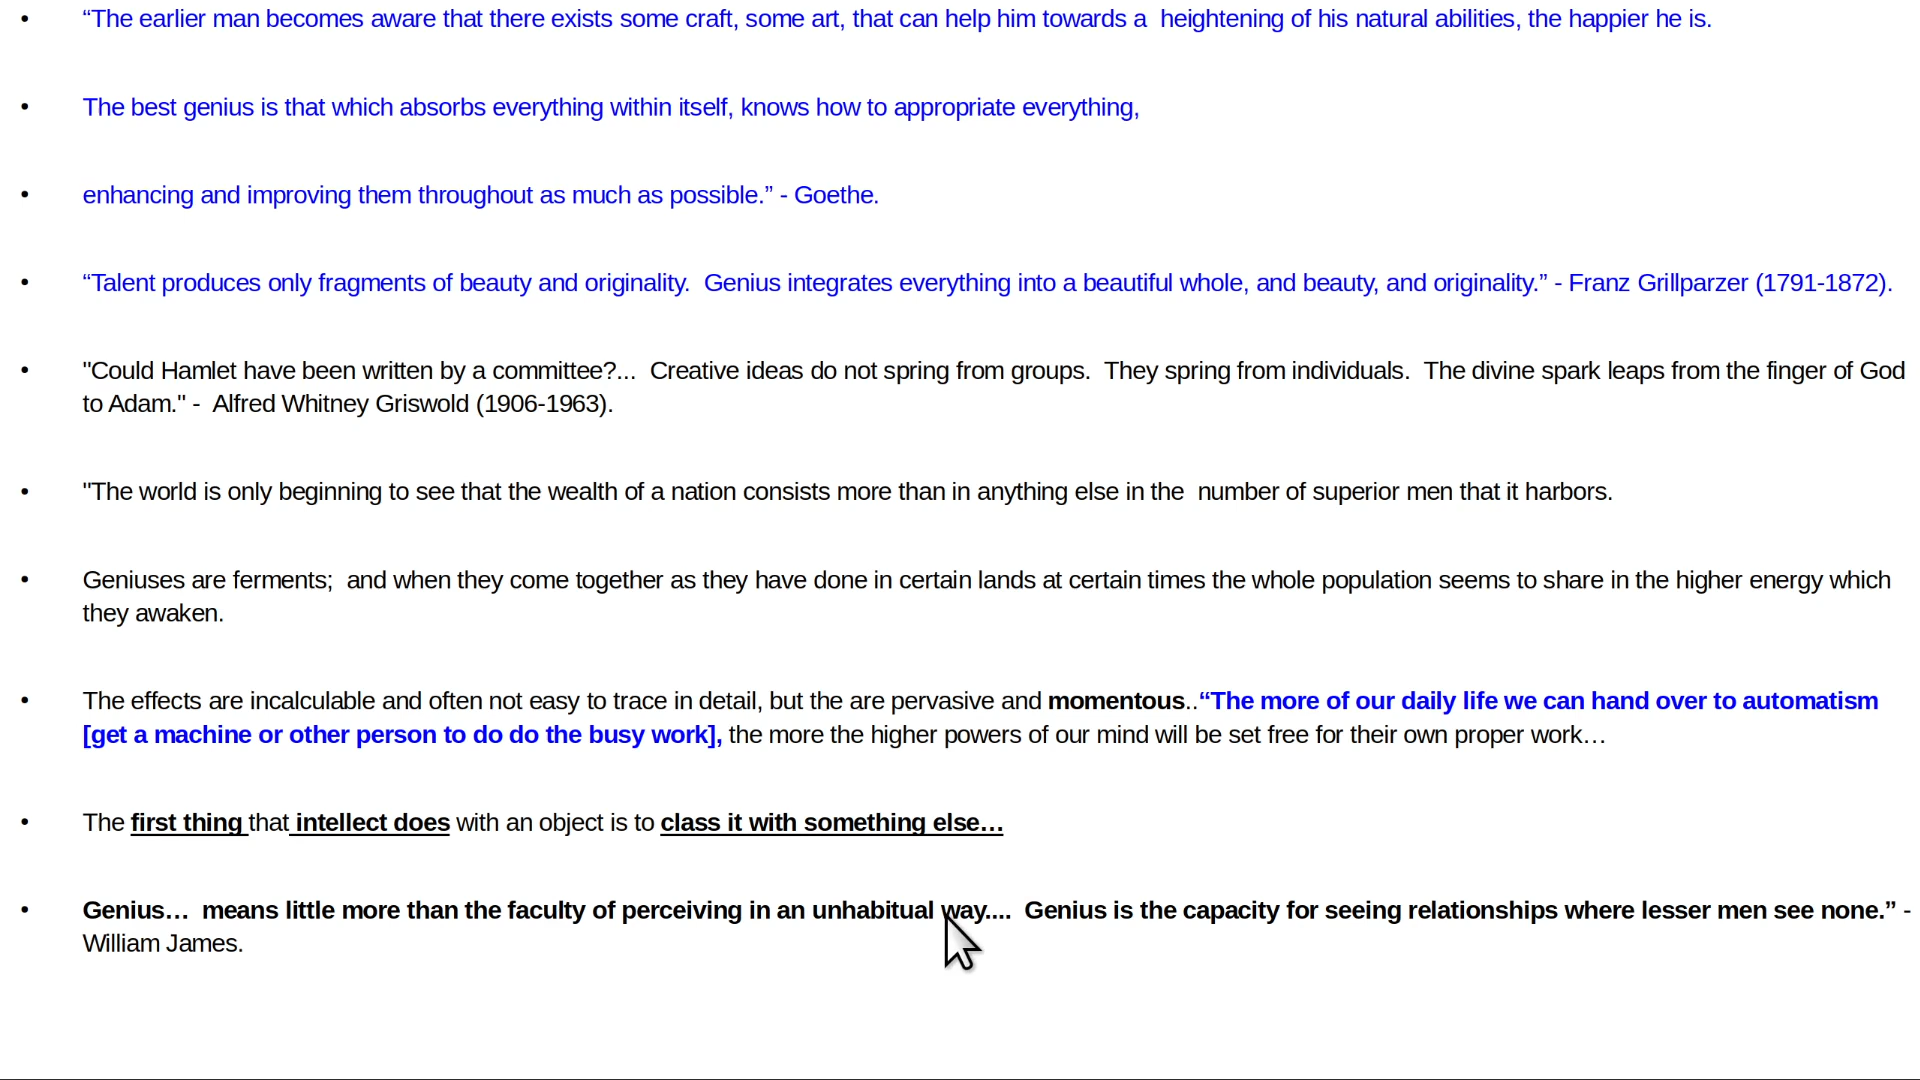 • “The earlier man becomes aware that there exists some craft, some art, that can help him towards a  heightening of his natural abilities, the happier he is.
• The best genius is that which absorbs everything within itself, knows how to appropriate everything,
• enhancing and improving them throughout as much as possible.” - Goethe.
• “Talent produces only fragments of beauty and originality.  Genius integrates everything into a beautiful whole, and beauty, and originality.” - Franz Grillparzer (1791-1872).
• "Could Hamlet have been written by a committee?...  Creative ideas do not spring from groups.  They spring from individuals.  The divine spark leaps from the finger of God
to Adam." -  Alfred Whitney Griswold (1906-1963).
• "The world is only beginning to see that the wealth of a nation consists more than in anything else in the  number of superior men that it harbors.
• Geniuses are ferments;  and when they come together as they have done in certain lands at certain times the whole population seems to share in the higher energy which
they awaken.
• The effects are incalculable and often not easy to trace in detail, but the are pervasive and momentous..“The more of our daily life we can hand over to automatism
[get a machine or other person to do do the busy work], the more the higher powers of our mind will be set free for their own proper work…
• The first thing that intellect does with an object is to class it with something else…
• Genius…  means little more than the faculty of perceiving in an unhabitual way....  Genius is the capacity for seeing relationships where lesser men see none.” -
William James.